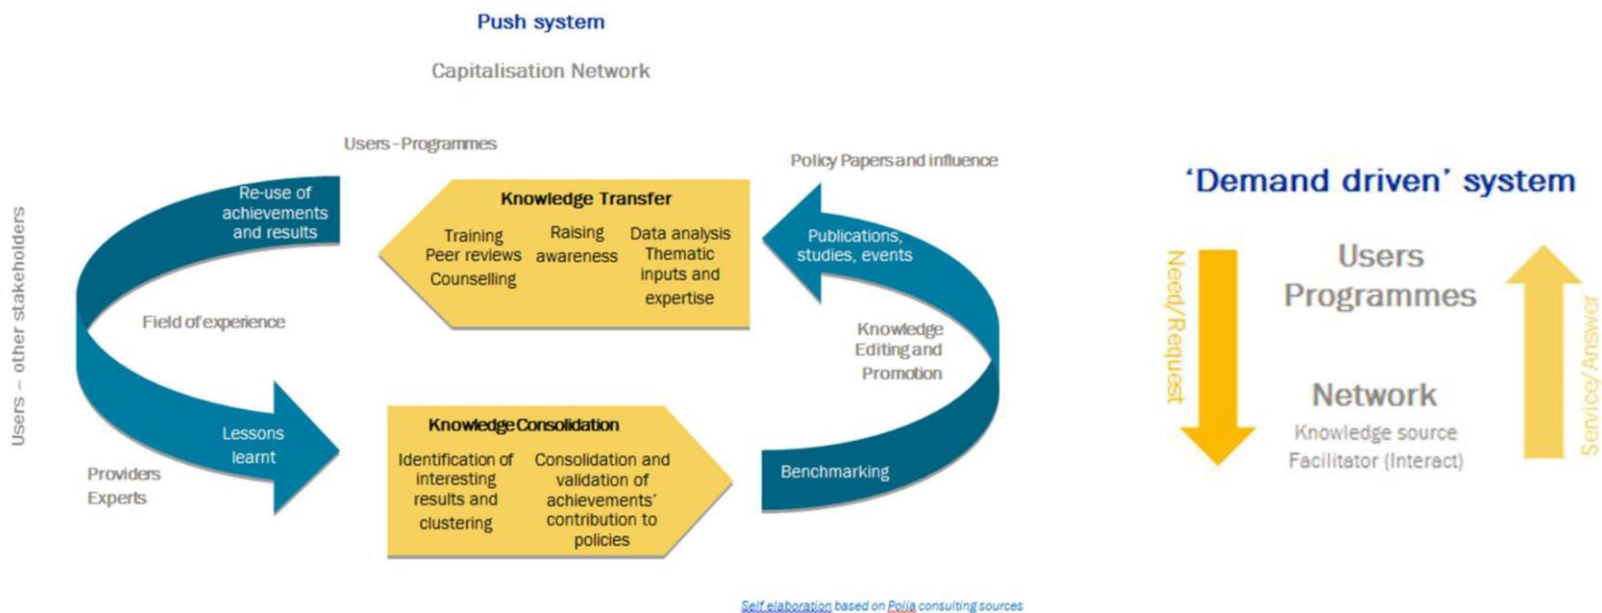 Push system
Capitalisation Network
Users - Programmes
Policy Papers and influence
Users – other stakeholders
Re-use of
achievements
and results
Knowledge Transfer
Training
Peer reviews
Counselling
Raising
awareness
Data analysis
Thematic
inputs and
expertise
Publications,
studies, events
Field of experience
Knowledge
Editing and
Promotion
Lessons
learnt
Providers
Experts
Knowledge Consolidation
Identification of
interesting
results and
clustering
Consolidation and
validation of
achievements’
contribution to
policies
Benchmarking
Self elaboration based on Polia consulting sources
‘Demand driven’ system
Need/Request
Users
Programmes
Network
Knowledge source
Facilitator (Interact)
Service/Answer